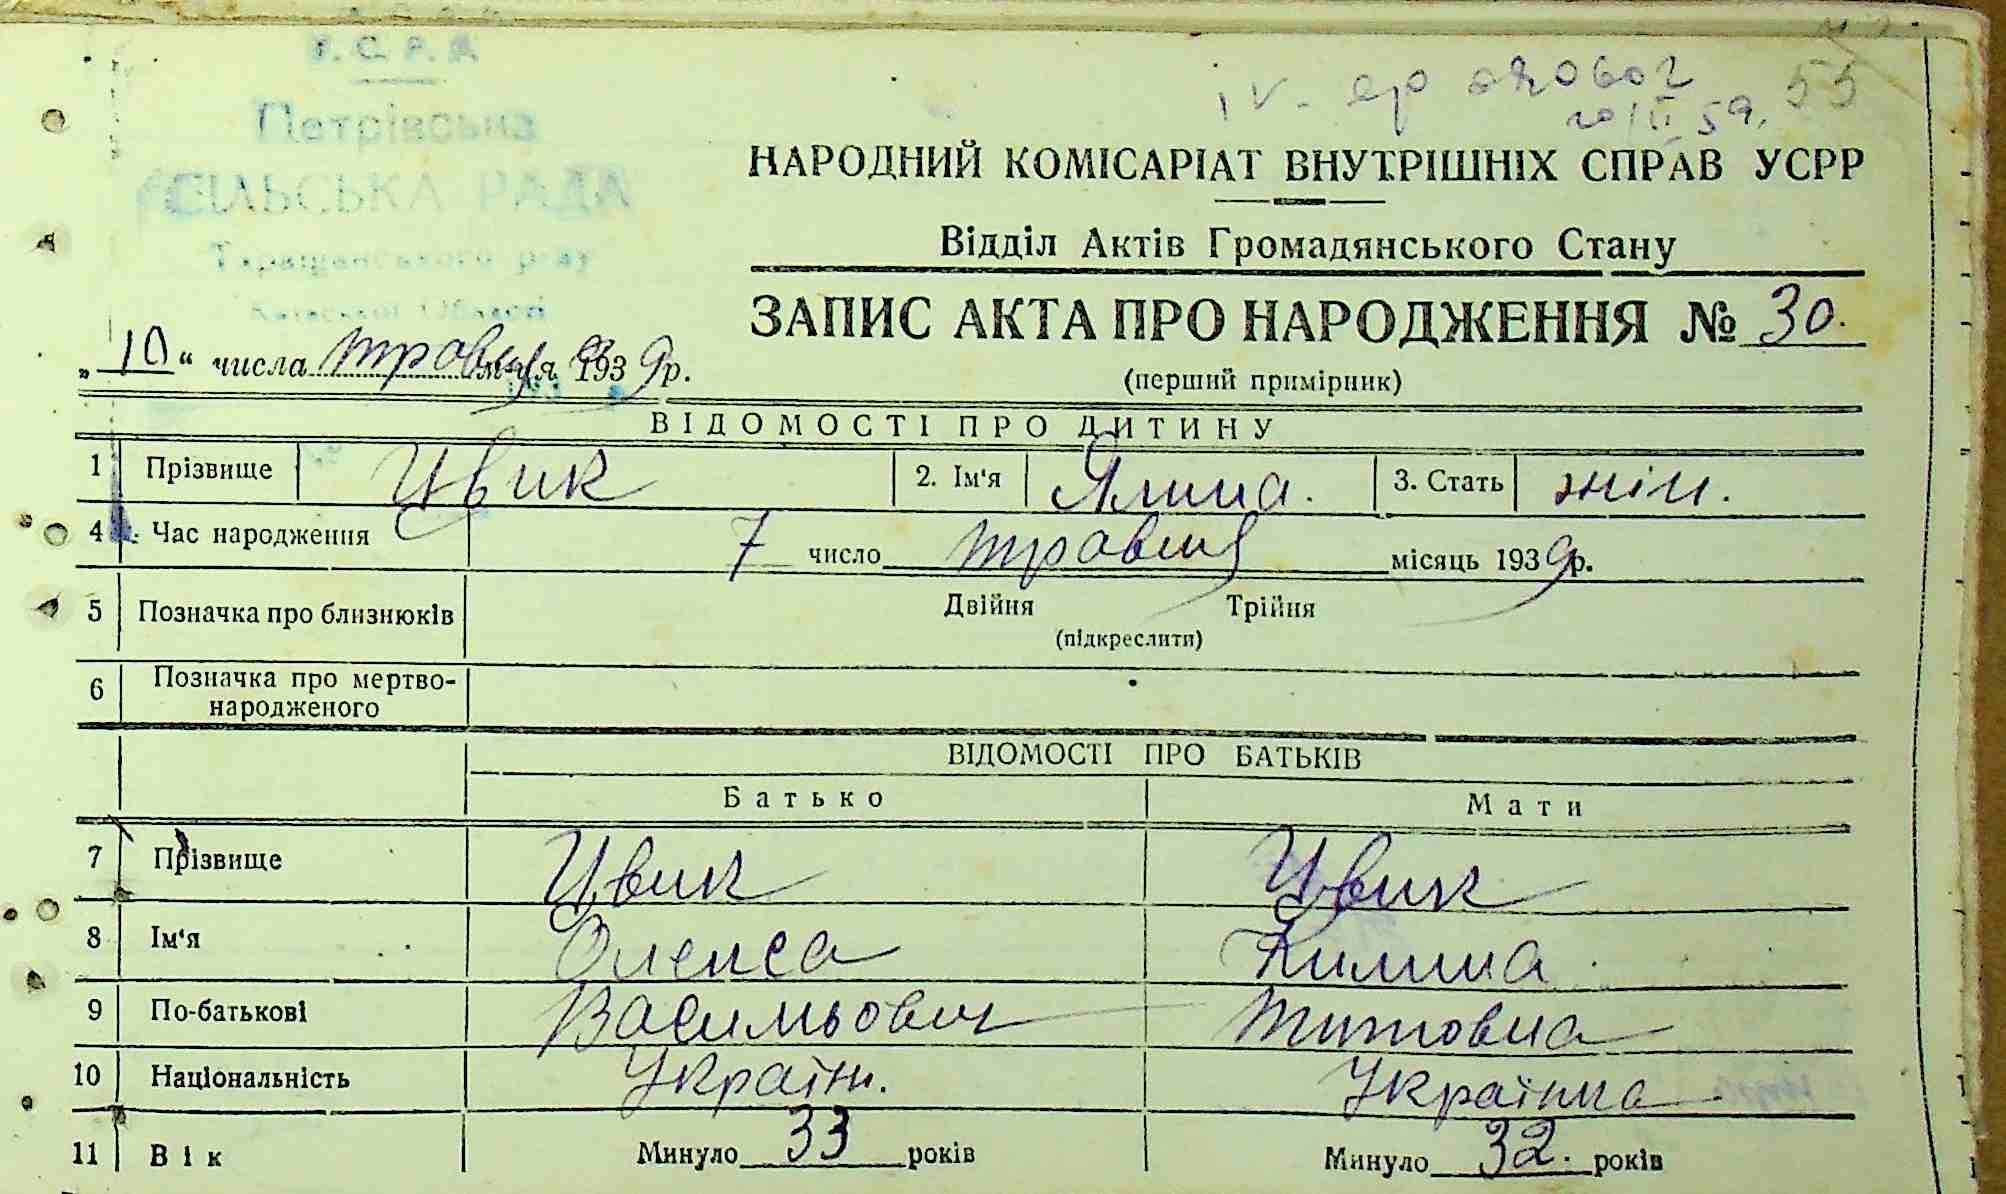 У.С.Р.Р.
Петрівська
СІЛЬСЬКА РАДА
Таращанського р-ну
Київської Області
20/II 59. 55
НАРОДНИЙ КОМІСАРІАТ ВНУТРІШНІХ СПРАВ УСРР
Відділ Актів Громадянського Стану
ЗАПИС АКТА ПРО НАРОДЖЕННЯ № 30.
(перший примірник)
„10“ числа травня м-ця 1939 р.
ВІДОМОСТІ ПРО ДИТИНУ
1 Прізвище Цвик 2. Ім'я Ялина. 3. Стать жін.
4 Час народження 7 число травня місяць 1939 р.
5 Позначка про близнюків Двійня Трійня
(підкреслити)
6 Позначка про мертво-
народженого
ВІДОМОСТІ ПРО БАТЬКІВ
Батько Мати
7 Прізвище Цвик Цвик
8 Ім'я Олекса Килина
9 По-батькові Васильович Титовна
10 Національність Україн. Українка
11 Вік Минуло 33 років Минуло 32. років